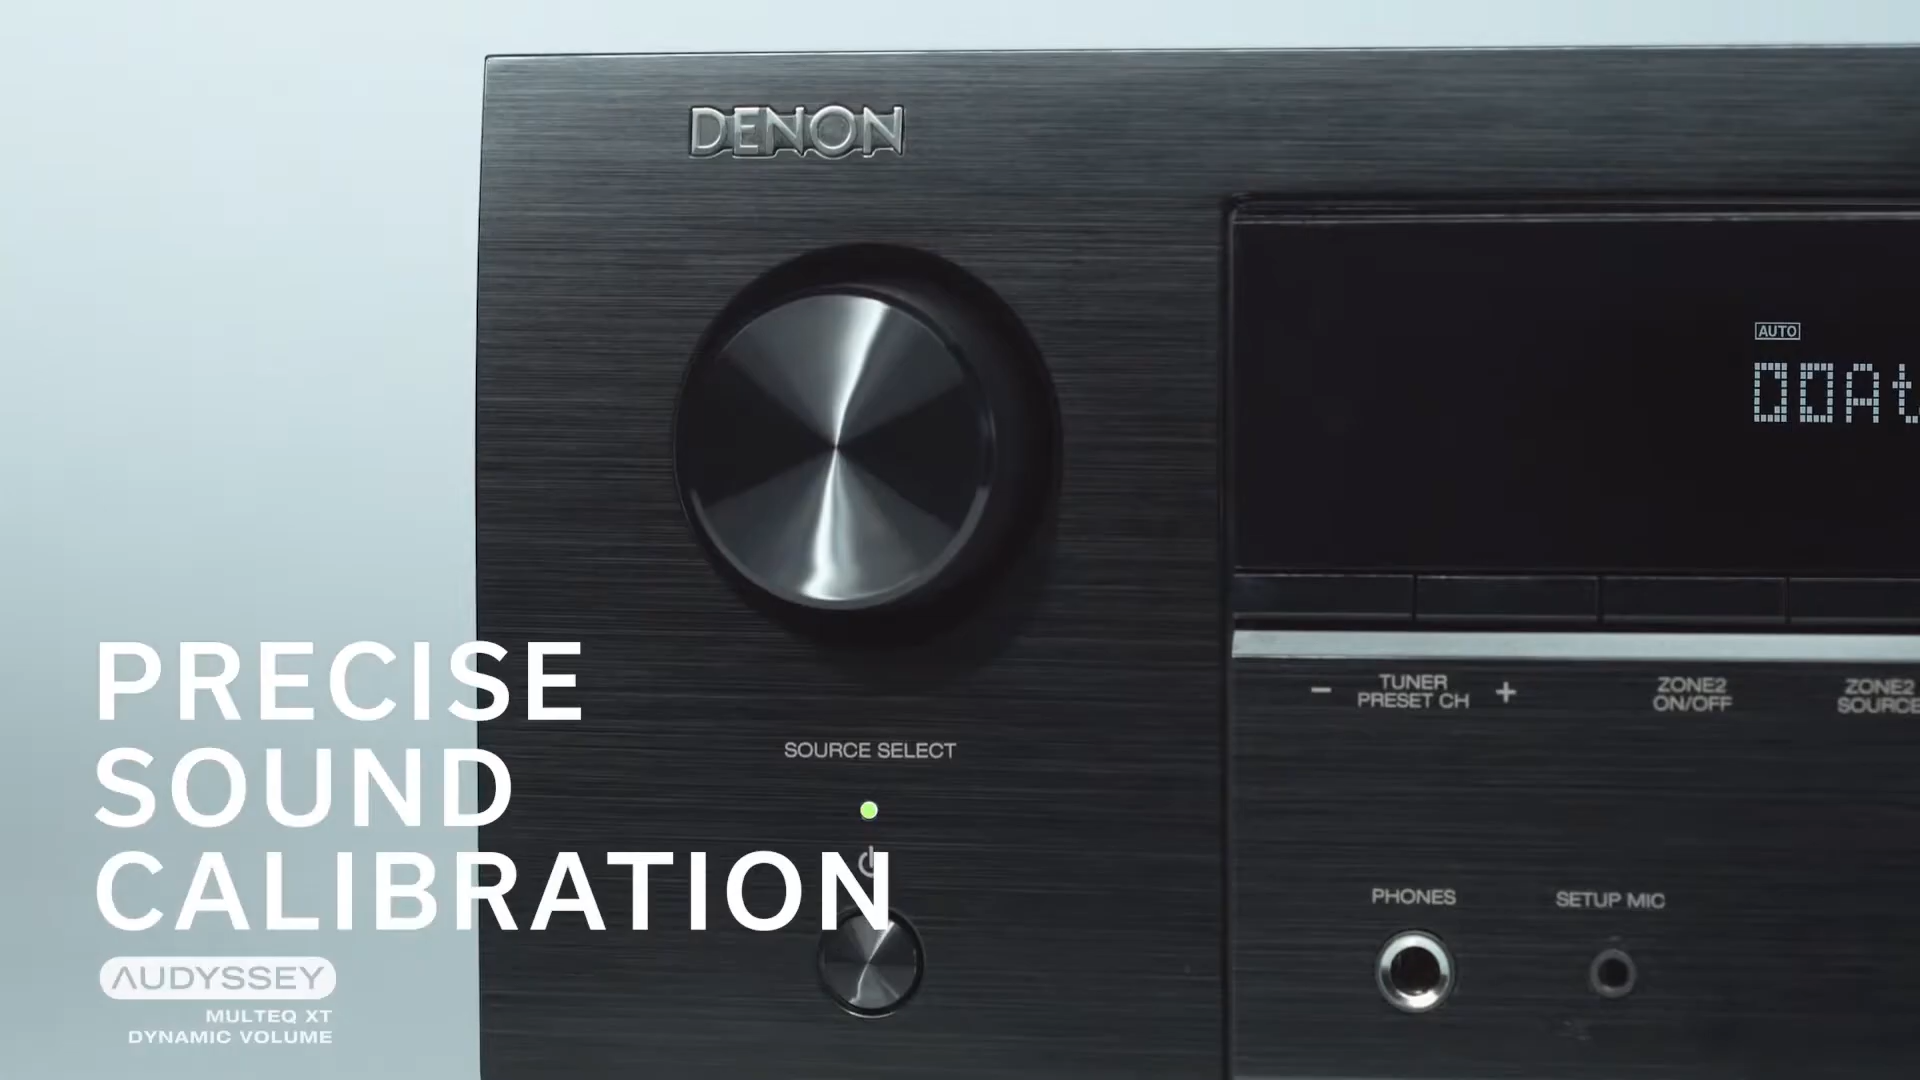 DENON
AUTO
PRECISE
SOUND
CALIBRATION
AUDYSSEY
MULTEQ XT
DYNAMIC VOLUME
SOURCE SELECT
− TUNER PRESET CH +
ZONE2 ON/OFF
ZONE2 SOURCE
PHONES
SETUP MIC